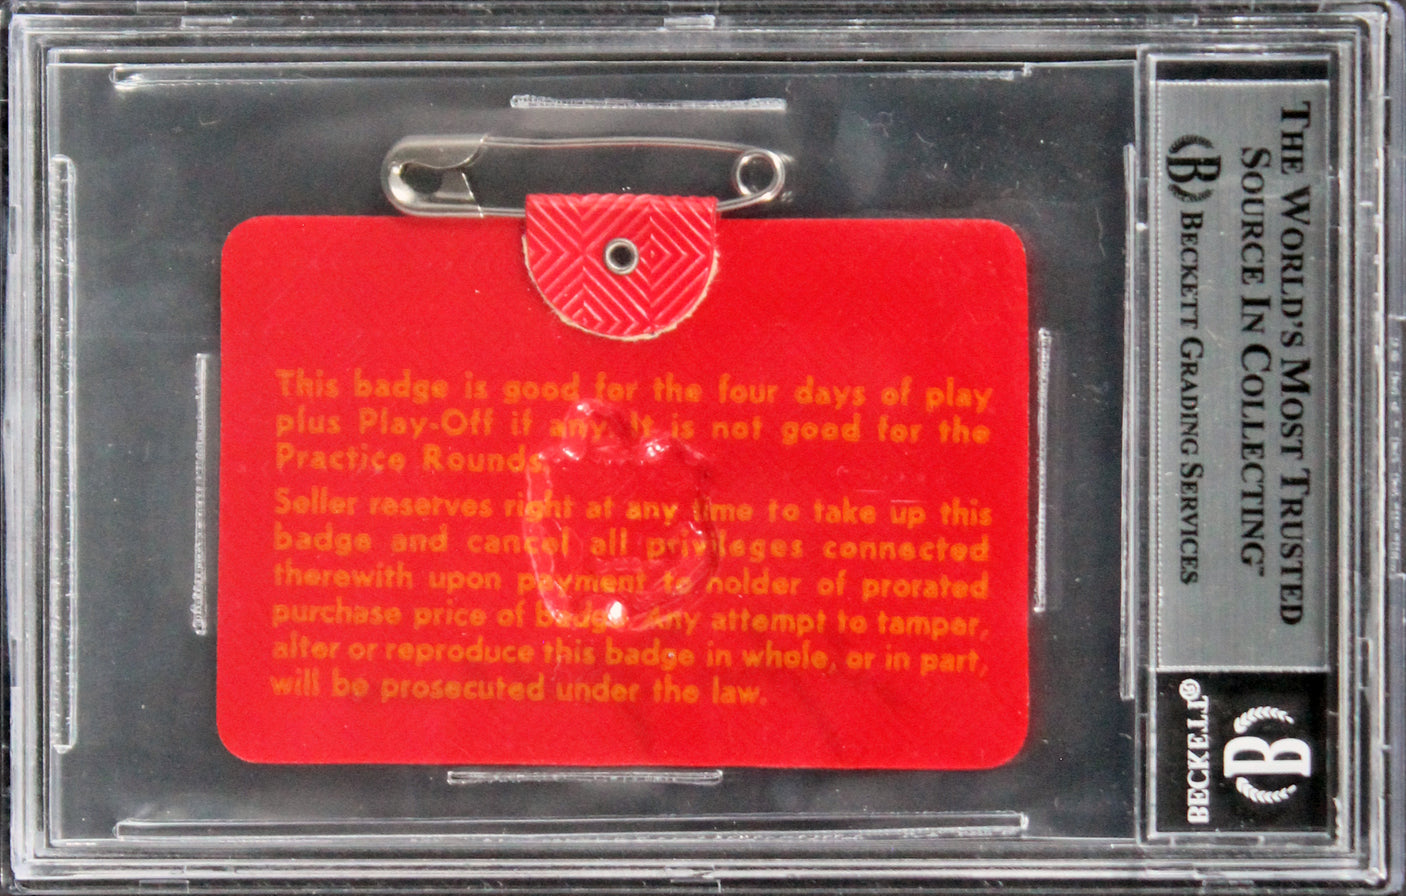 This badge is good for the four days of play
plus Play-Off if any. It is not good for the
Practice Rounds.
Seller reserves right at any time to take up this
badge and cancel all privileges connected
therewith upon payment to holder of prorated
purchase price of badge. Any attempt to tamper,
alter or reproduce this badge in whole, or in part,
will be prosecuted under the law.
THE WORLD'S MOST TRUSTED
SOURCE IN COLLECTING™
B BECKETT GRADING SERVICES
BECKETT®
B